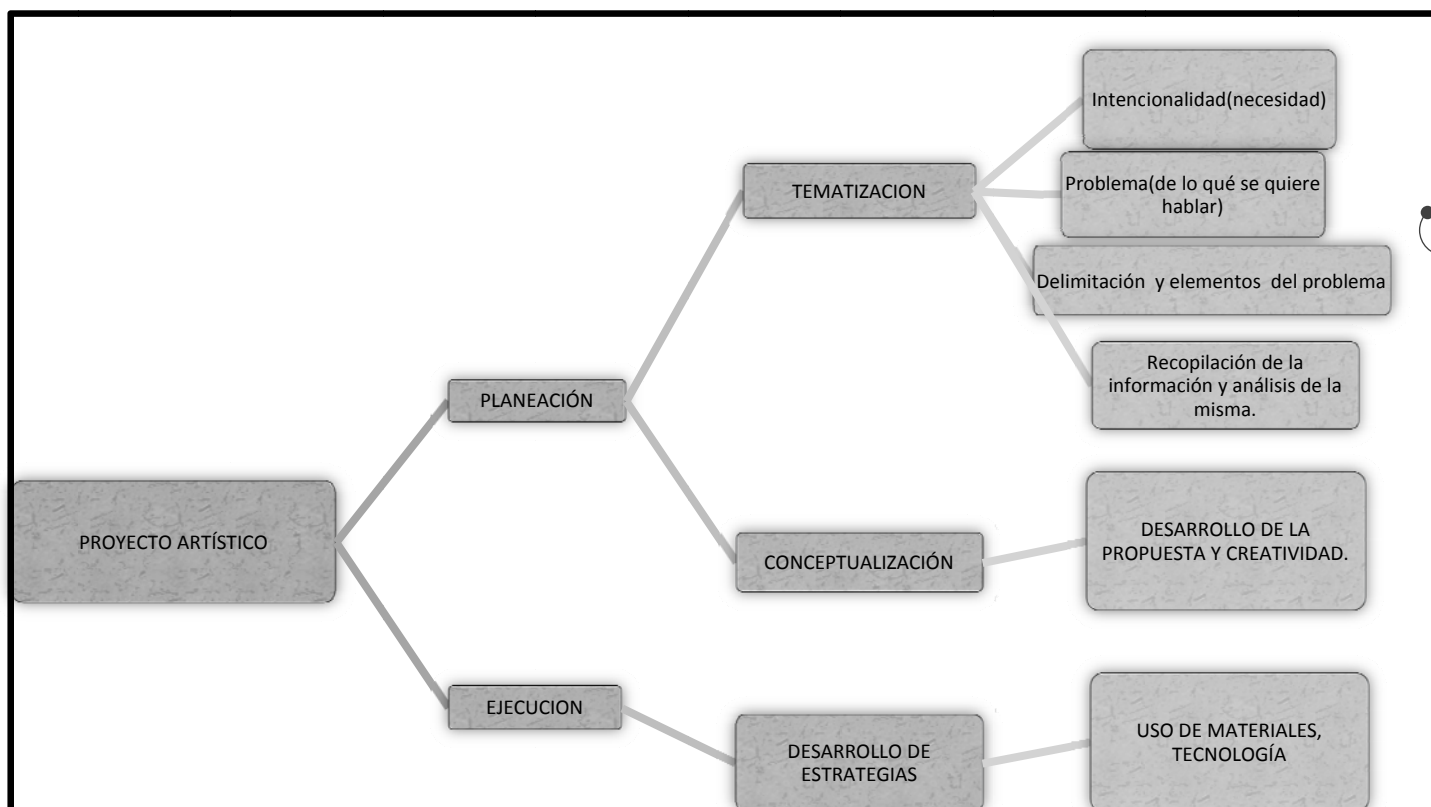 Intencionalidad(necesidad)
TEMATIZACION
Problema(de lo qué se quiere
hablar)
Delimitación y elementos del problema
Recopilación de la
información y análisis de la
misma.
PLANEACIÓN
PROYECTO ARTÍSTICO
CONCEPTUALIZACIÓN
DESARROLLO DE LA
PROPUESTA Y CREATIVIDAD.
EJECUCION
DESARROLLO DE
ESTRATEGIAS
USO DE MATERIALES,
TECNOLOGÍA